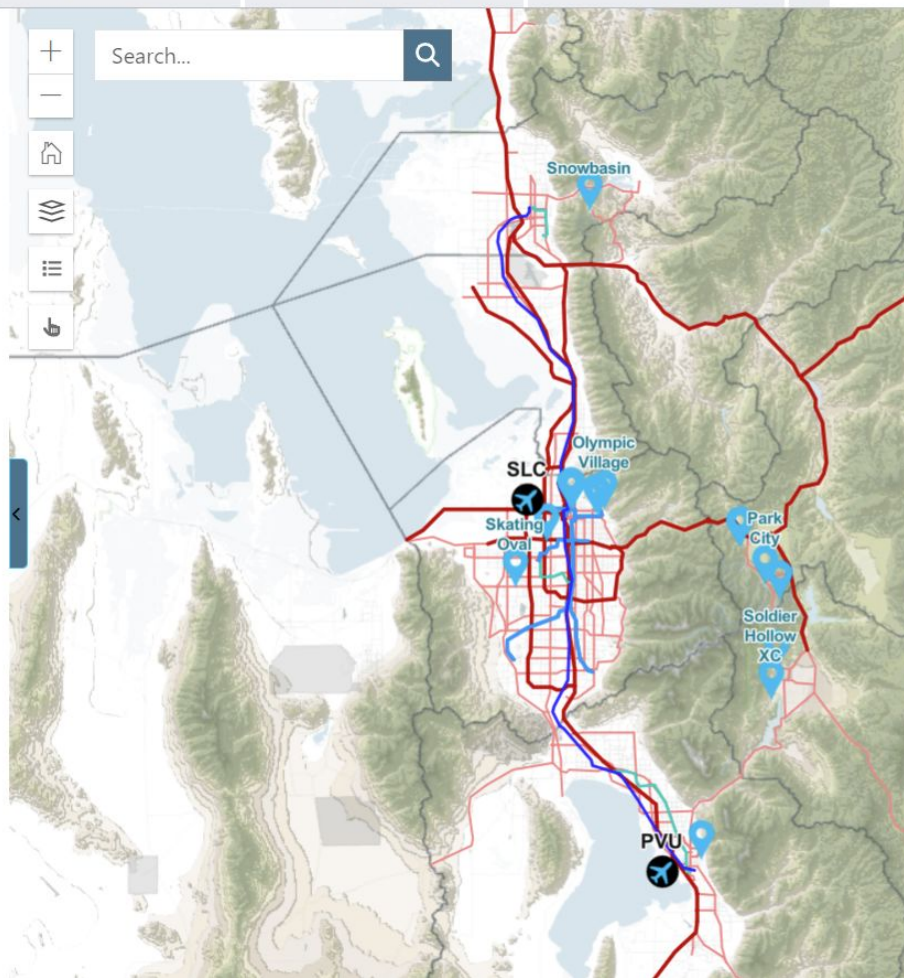 Search...
Snowbasin
Olympic
Village
SLC
Skating
Oval
Park
City
Soldier
Hollow
XC
PVU